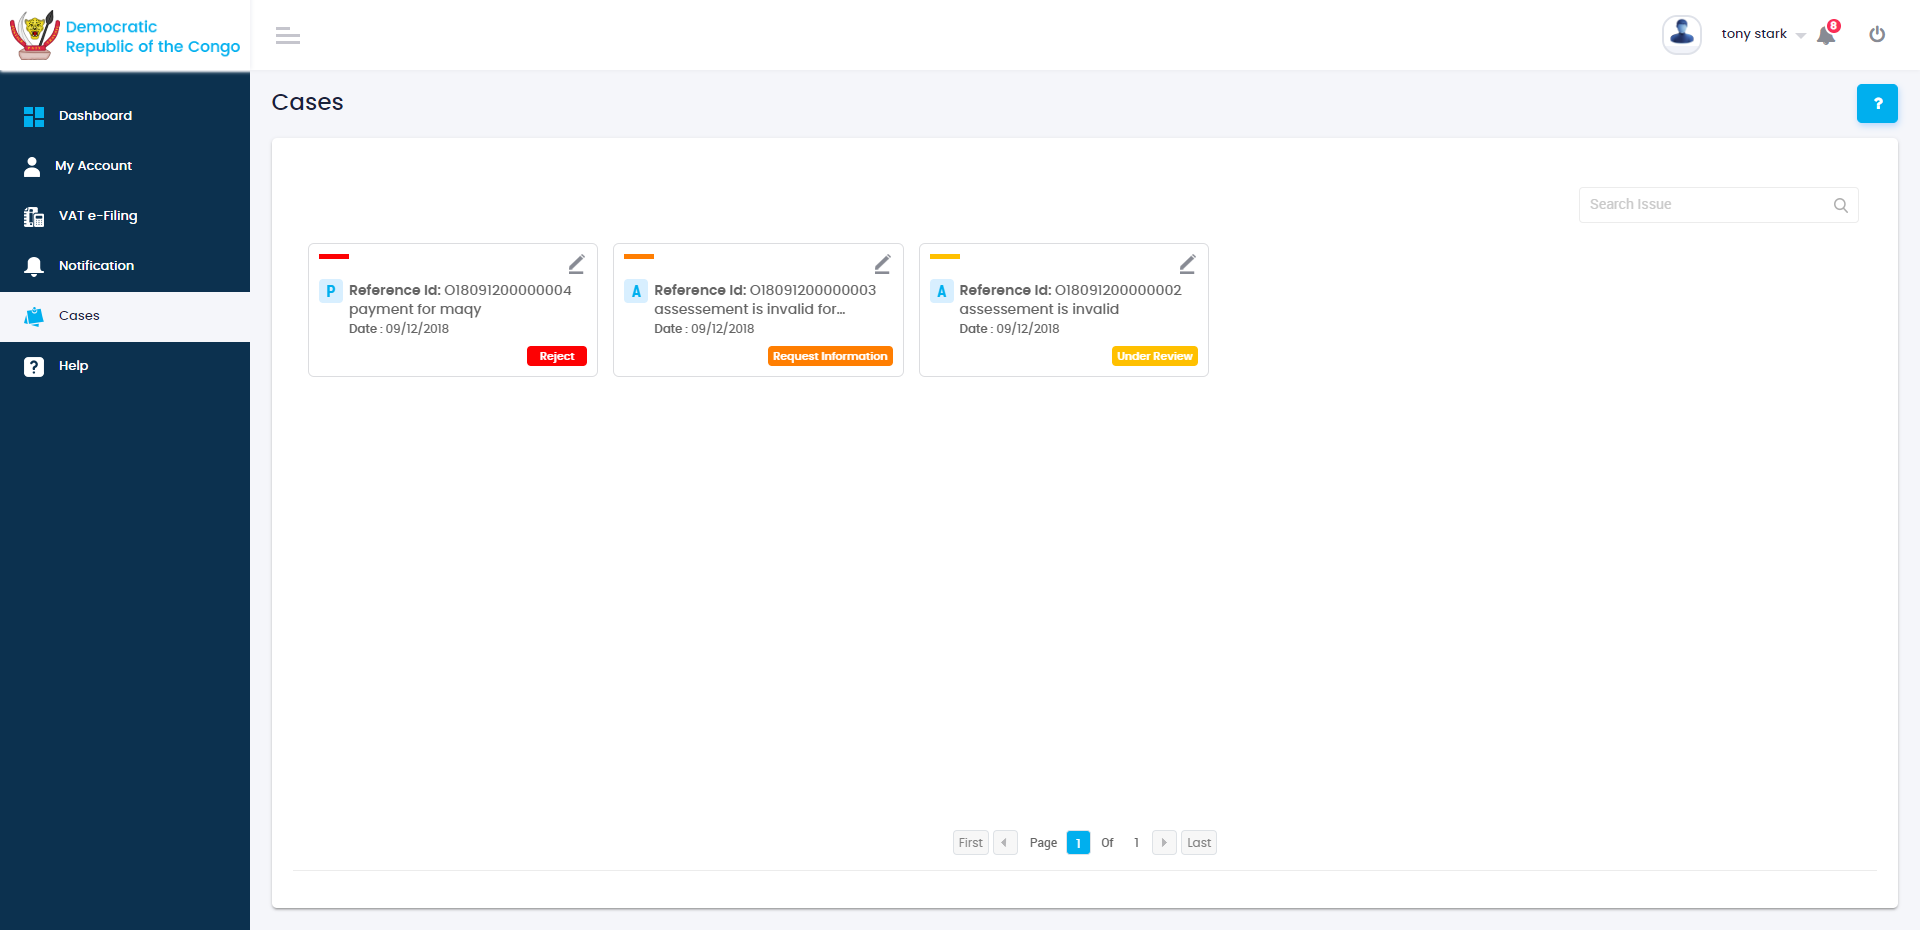 Democratic
Republic of the Congo
tony stark
8
Dashboard
My Account
VAT e-Filing
Notification
Cases
Help
Cases
?
Search Issue
P
Reference Id: O18091200000004
payment for maqy
Date : 09/12/2018
Reject
A
Reference Id: O18091200000003
assessement is invalid for...
Date : 09/12/2018
Request Information
A
Reference Id: O18091200000002
assessement is invalid
Date : 09/12/2018
Under Review
First Page 1 Of 1 Last